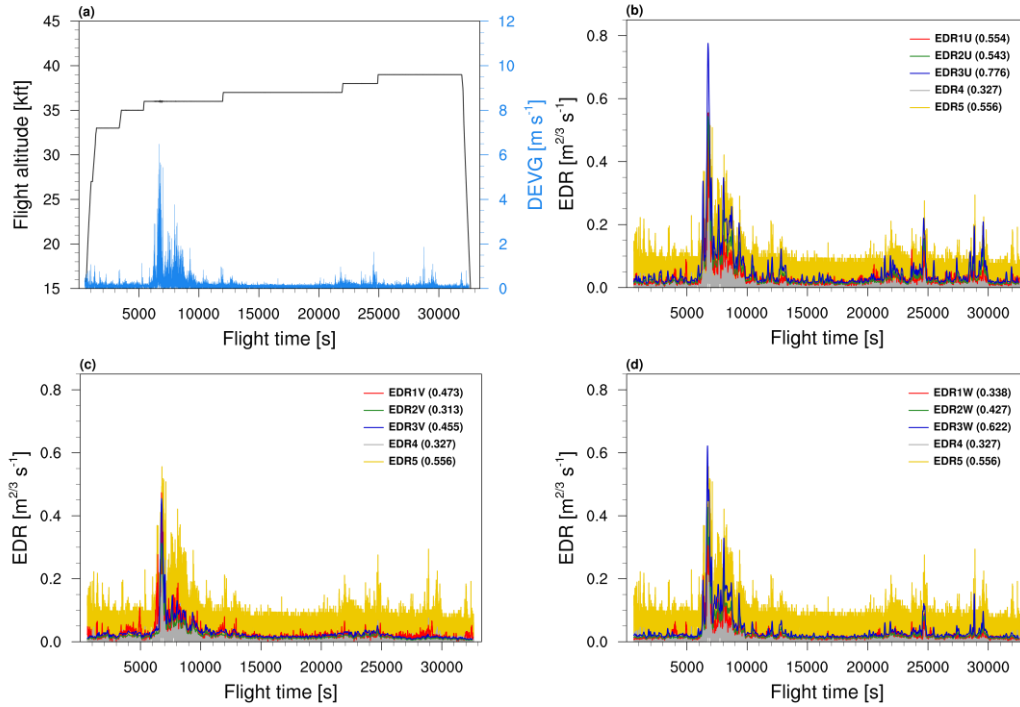 (a)
45
40
35
30
25
20
15
Flight altitude [kft]
12
10
8
6
4
2
0
DEVG [m s⁻¹]
5000 10000 15000 20000 25000 30000
Flight time [s]
(b)
0.8
0.6
0.4
0.2
0.0
EDR [m²/³ s⁻¹]
EDR1U (0.554)
EDR2U (0.543)
EDR3U (0.776)
EDR4 (0.327)
EDR5 (0.556)
5000 10000 15000 20000 25000 30000
Flight time [s]
(c)
0.8
0.6
0.4
0.2
0.0
EDR [m²/³ s⁻¹]
EDR1V (0.473)
EDR2V (0.313)
EDR3V (0.455)
EDR4 (0.327)
EDR5 (0.556)
5000 10000 15000 20000 25000 30000
Flight time [s]
(d)
0.8
0.6
0.4
0.2
0.0
EDR [m²/³ s⁻¹]
EDR1W (0.338)
EDR2W (0.427)
EDR3W (0.622)
EDR4 (0.327)
EDR5 (0.556)
5000 10000 15000 20000 25000 30000
Flight time [s]